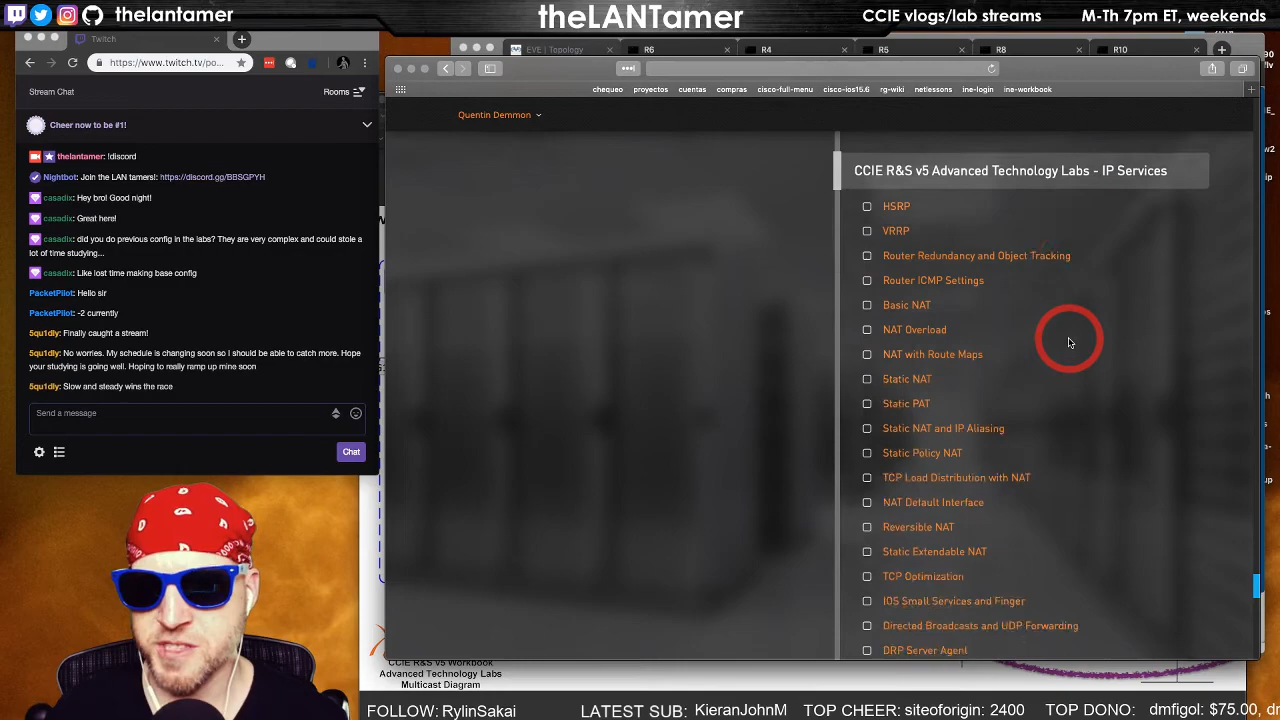 thelantamer
theLANTamer
CCIE vlogs/lab streams
M-Th 7pm ET, weekends
Twitch
EVE | Topology
R6
R4
R5
R8
R10
https://www.twitch.tv/po...
Stream Chat
Rooms
Cheer now to be #1!
thelantamer: !discord
Nightbot: Join the LAN tamers! https://discord.gg/BBSGPYH
casadix: Hey bro! Good night!
casadix: Great here!
casadix: did you do previous config in the labs? They are very complex and could stole a
lot of time studying...
casadix: Like lost time making base config
PacketPilot: Hello sir
PacketPilot: -2 currently
5qu1dly: Finally caught a stream!
5qu1dly: No worries. My schedule is changing soon so I should be able to catch more. Hope
your studying is going well. Hoping to really ramp up mine soon
5qu1dly: Slow and steady wins the race
Send a message
Chat
chequeo
proyectos
cuentas
compras
cisco-full-menu
cisco-ios15.6
rg-wiki
netlessons
ine-login
ine-workbook
Quentin Demmon
CCIE R&S v5 Advanced Technology Labs - IP Services
HSRP
VRRP
Router Redundancy and Object Tracking
Router ICMP Settings
Basic NAT
NAT Overload
NAT with Route Maps
Static NAT
Static PAT
Static NAT and IP Aliasing
Static Policy NAT
TCP Load Distribution with NAT
NAT Default Interface
Reversible NAT
Static Extendable NAT
TCP Optimization
IOS Small Services and Finger
Directed Broadcasts and UDP Forwarding
DRP Server Agent
CCIE R&S v5 Workbook
Advanced Technology Labs
Multicast Diagram
FOLLOW: RylinSakai
LATEST SUB: KieranJohnM
TOP CHEER: siteoforigin: 2400
TOP DONO: dmfigol: $75.00, dm